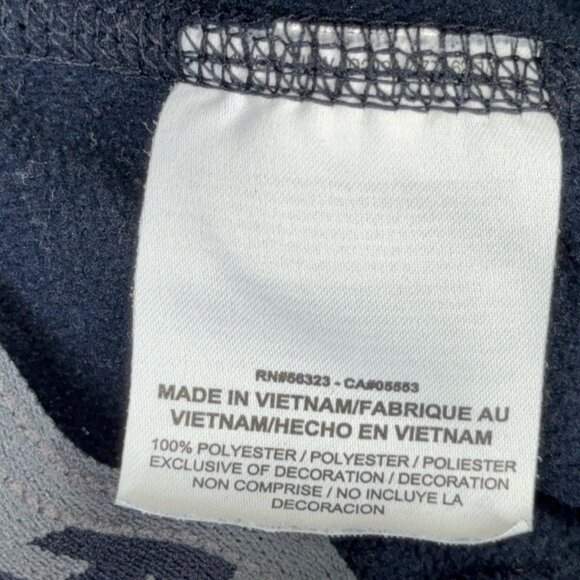 RN#56323 - CA#05553
MADE IN VIETNAM/FABRIQUE AU
VIETNAM/HECHO EN VIETNAM
100% POLYESTER / POLYESTER / POLIESTER
EXCLUSIVE OF DECORATION / DECORATION
NON COMPRISE / NO INCLUYE LA
DECORACION